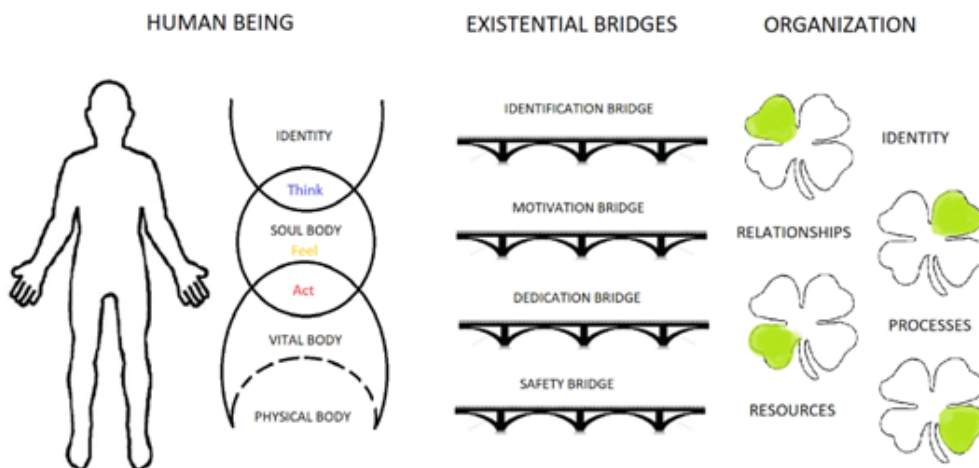 HUMAN BEING
EXISTENTIAL BRIDGES
ORGANIZATION
IDENTITY
Think
SOUL BODY
Feel
Act
VITAL BODY
PHYSICAL BODY
IDENTIFICATION BRIDGE
MOTIVATION BRIDGE
DEDICATION BRIDGE
SAFETY BRIDGE
IDENTITY
RELATIONSHIPS
PROCESSES
RESOURCES